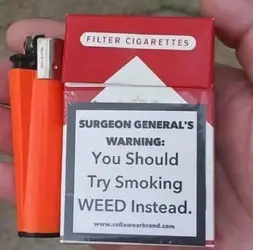 FILTER CIGARETTES
SURGEON GENERAL'S
WARNING:
You Should
Try Smoking
WEED Instead.
www.rollawearbrand.com